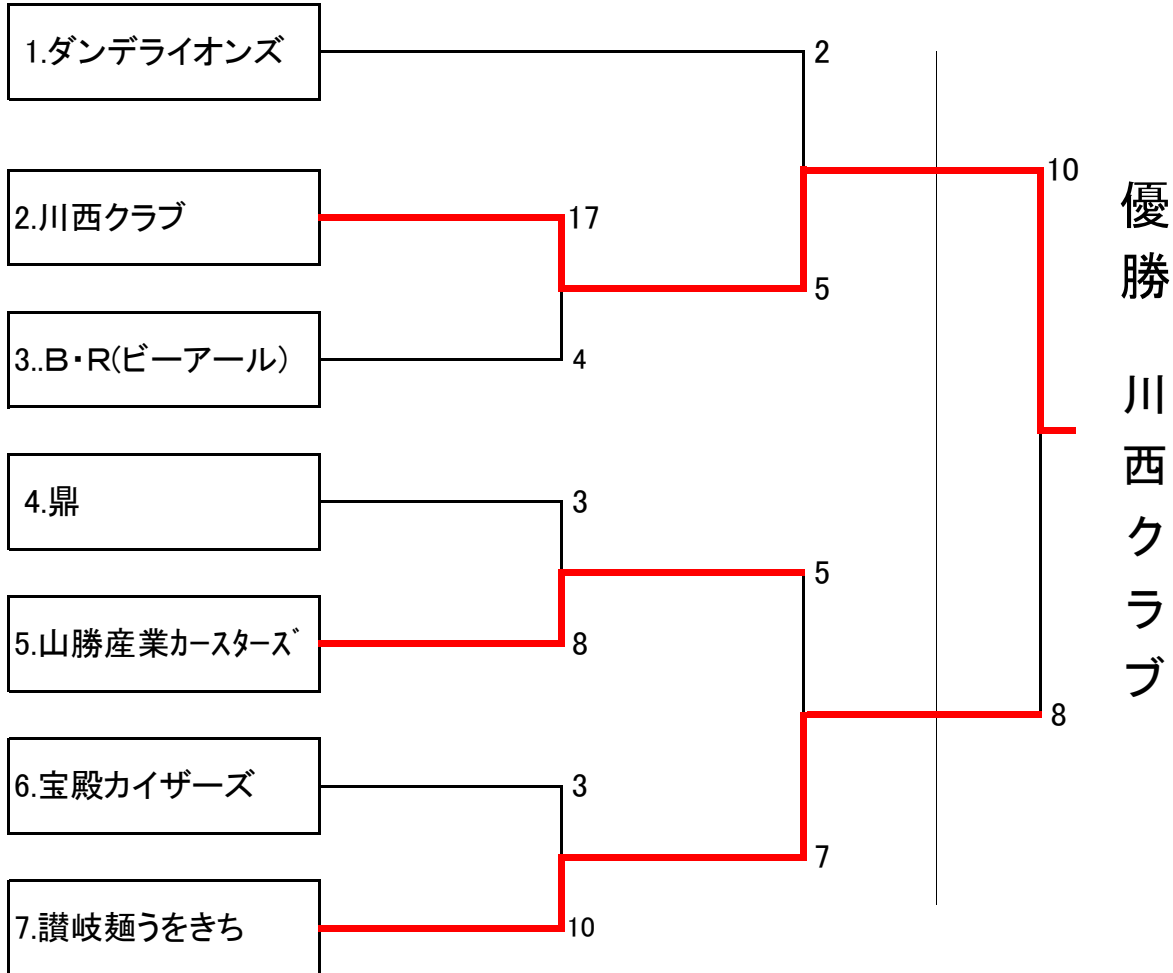 1.ダンデライオンズ
2
10
2.川西クラブ
17
5
3..B・R(ビーアール)
4
4.鼎
3
5
5.山勝産業カースターズ
8
8
6.宝殿カイザーズ
3
7
7.讃岐麺うをきち
10
優勝 川西クラブ